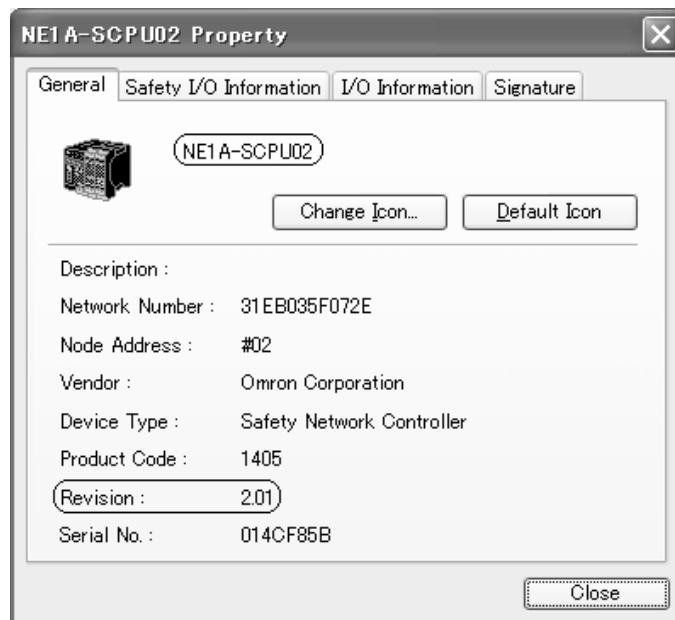 NE1A-SCPU02 Property
General Safety I/O Information I/O Information Signature
NE1A-SCPU02
Change Icon... Default Icon
Description :
Network Number : 31EB035F072E
Node Address : #02
Vendor : Omron Corporation
Device Type : Safety Network Controller
Product Code : 1405
Revision : 2.01
Serial No. : 014CF85B
Close